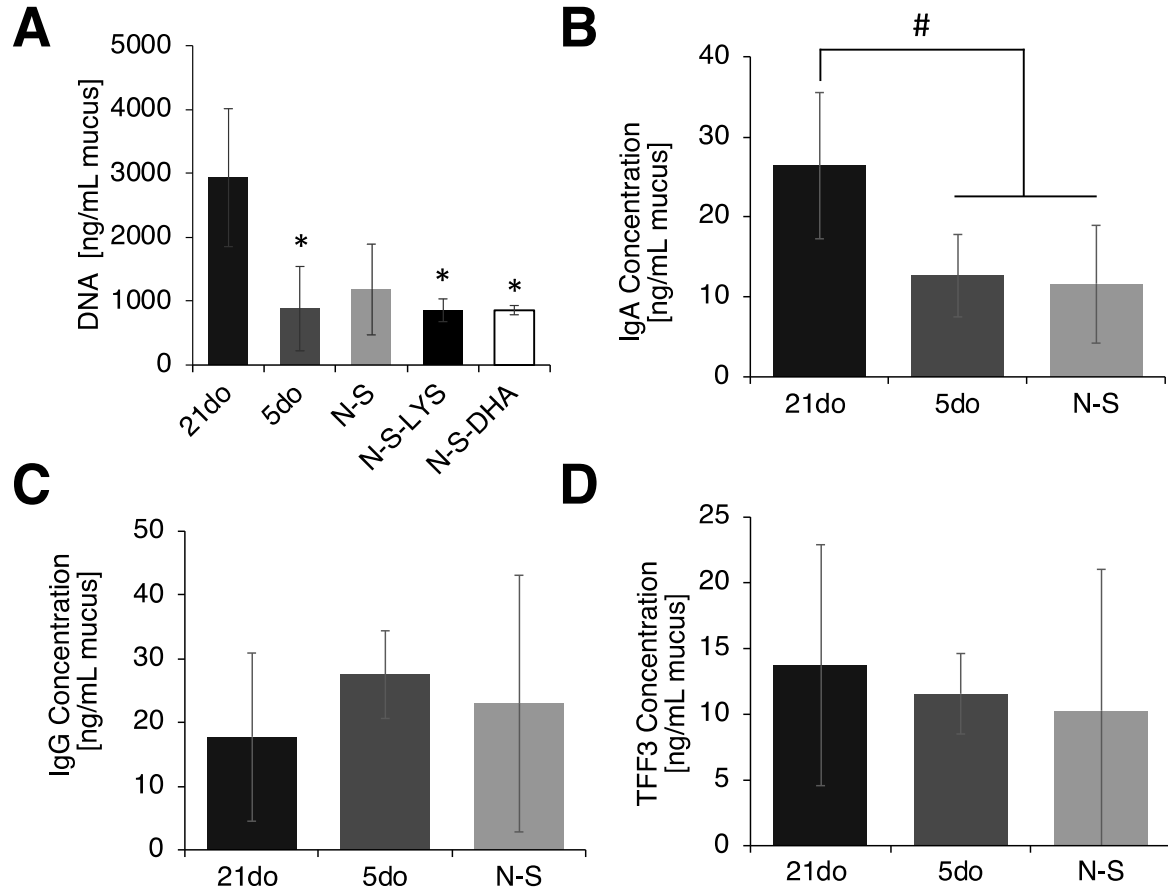 A
DNA [ng/mL mucus]
5000
4000
3000
2000
1000
0
*
*
*
21do
5do
N-S
N-S-LYS
N-S-DHA
B
#
IgA Concentration
[ng/mL mucus]
40
30
20
10
0
21do
5do
N-S
C
IgG Concentration
[ng/mL mucus]
50
40
30
20
10
0
21do
5do
N-S
D
TFF3 Concentration
[ng/mL mucus]
25
20
15
10
5
0
21do
5do
N-S